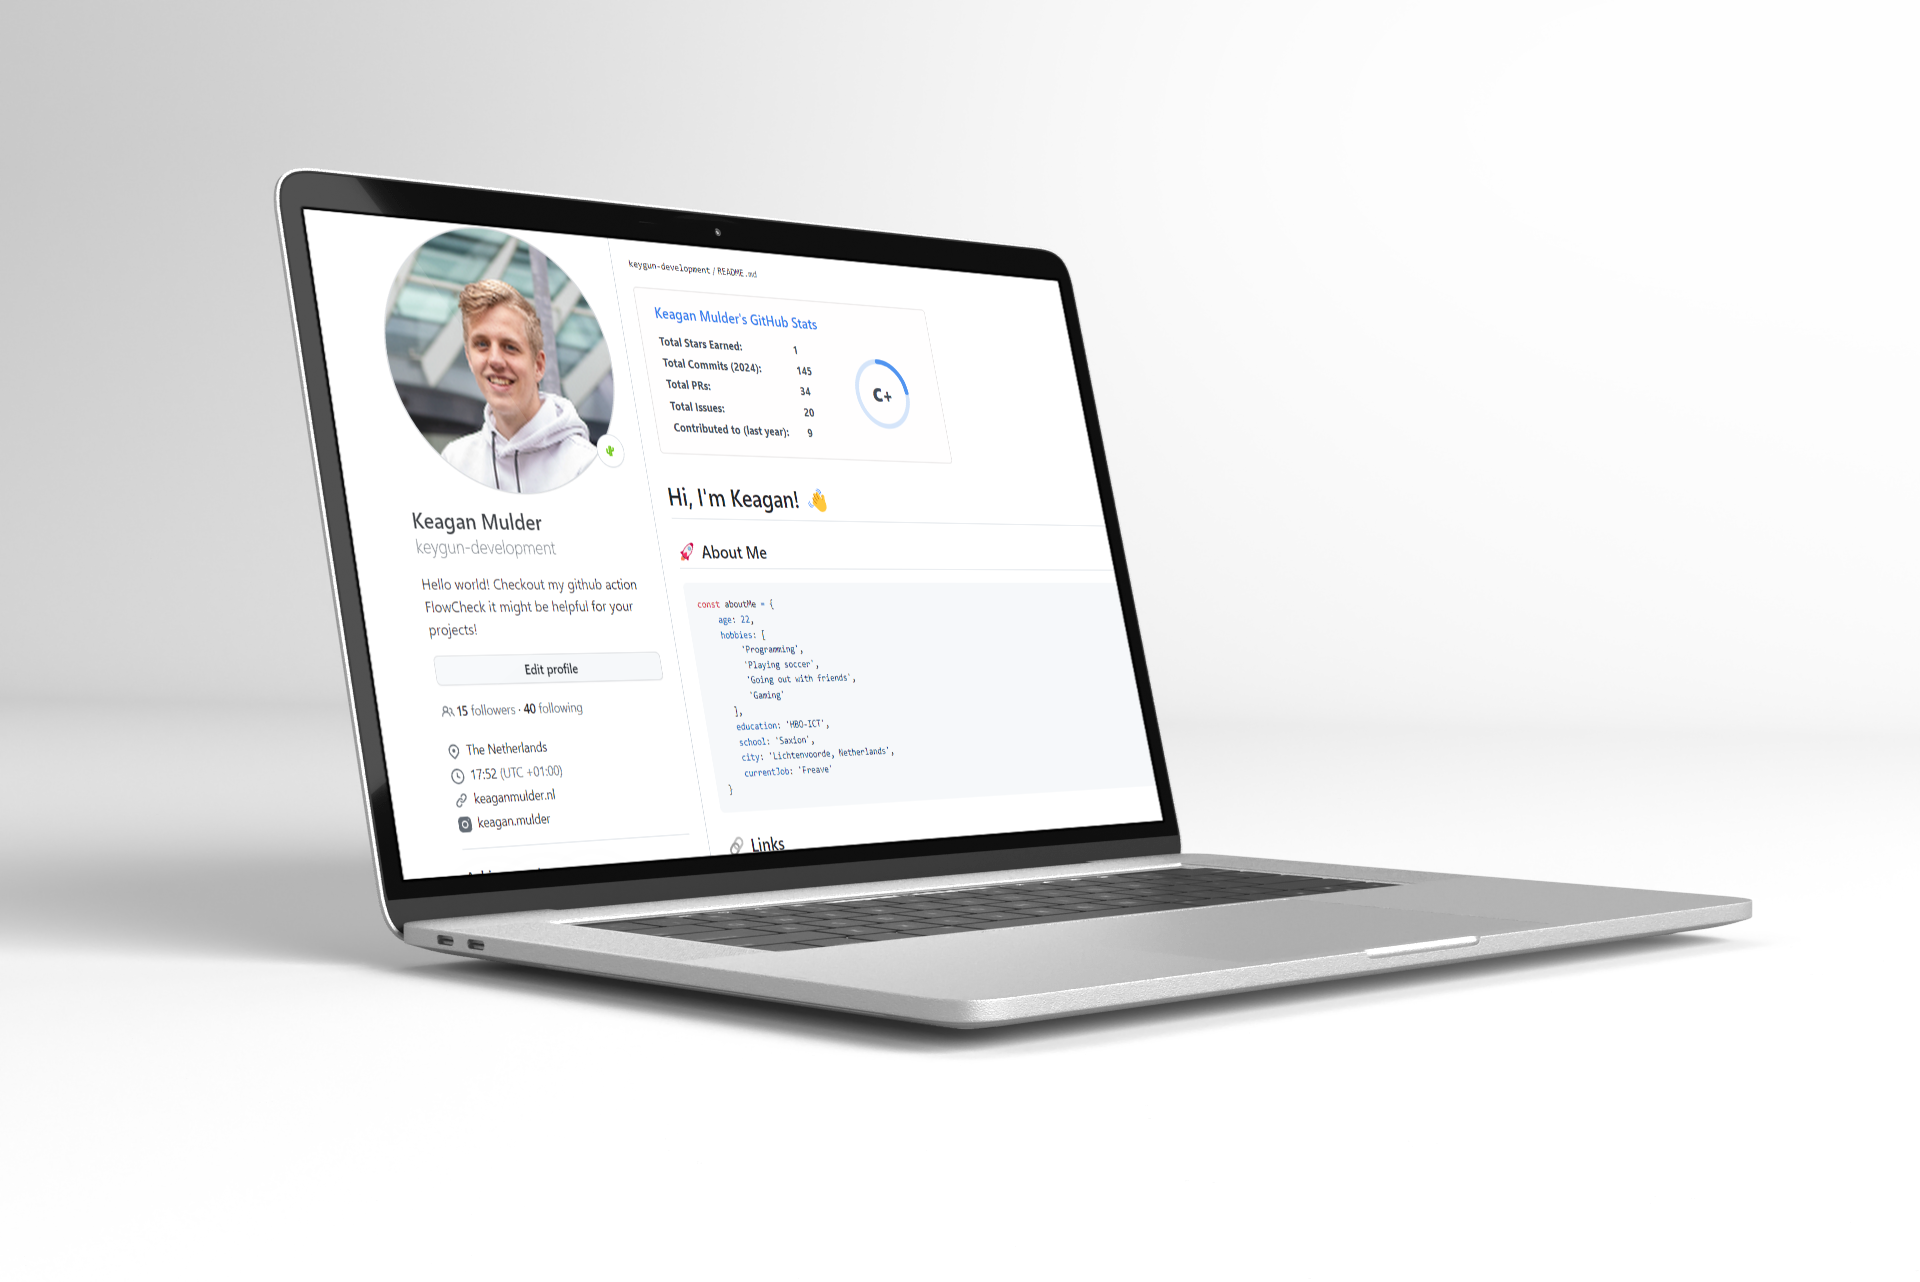 Keagan Mulder
keygun-development
Hello world! Checkout my github action
FlowCheck it might be helpful for your
projects!
Edit profile
15 followers · 40 following
The Netherlands
17:52 (UTC +01:00)
keaganmulder.nl
keagan.mulder
keygun-development / README.md
Keagan Mulder's GitHub Stats
Total Stars Earned: 1
Total Commits (2024): 145
Total PRs: 34
Total Issues: 20
Contributed to (last year): 9
C+
Hi, I'm Keagan! 👋
🚀 About Me
const aboutMe = {
age: 22,
hobbies: [
'Programming',
'Playing soccer',
'Going out with friends',
'Gaming'
],
education: 'HBO-ICT',
school: 'Saxion',
city: 'Lichtenvoorde, Netherlands',
currentJob: 'Freave'
}
🔗 Links